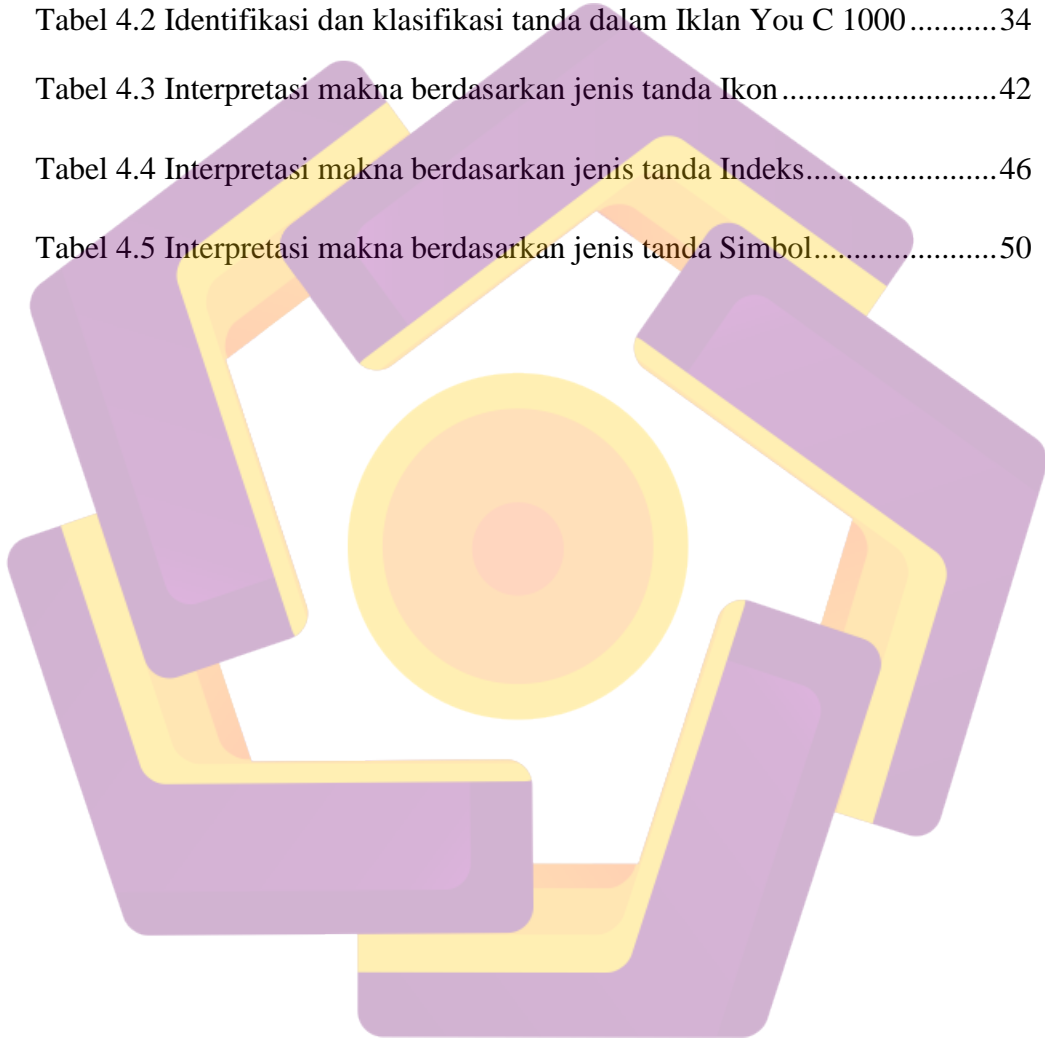 Tabel 4.2 Identifikasi dan klasifikasi tanda dalam Iklan You C 1000...........34
Tabel 4.3 Interpretasi makna berdasarkan jenis tanda Ikon...........................42
Tabel 4.4 Interpretasi makna berdasarkan jenis tanda Indeks........................46
Tabel 4.5 Interpretasi makna berdasarkan jenis tanda Simbol.......................50